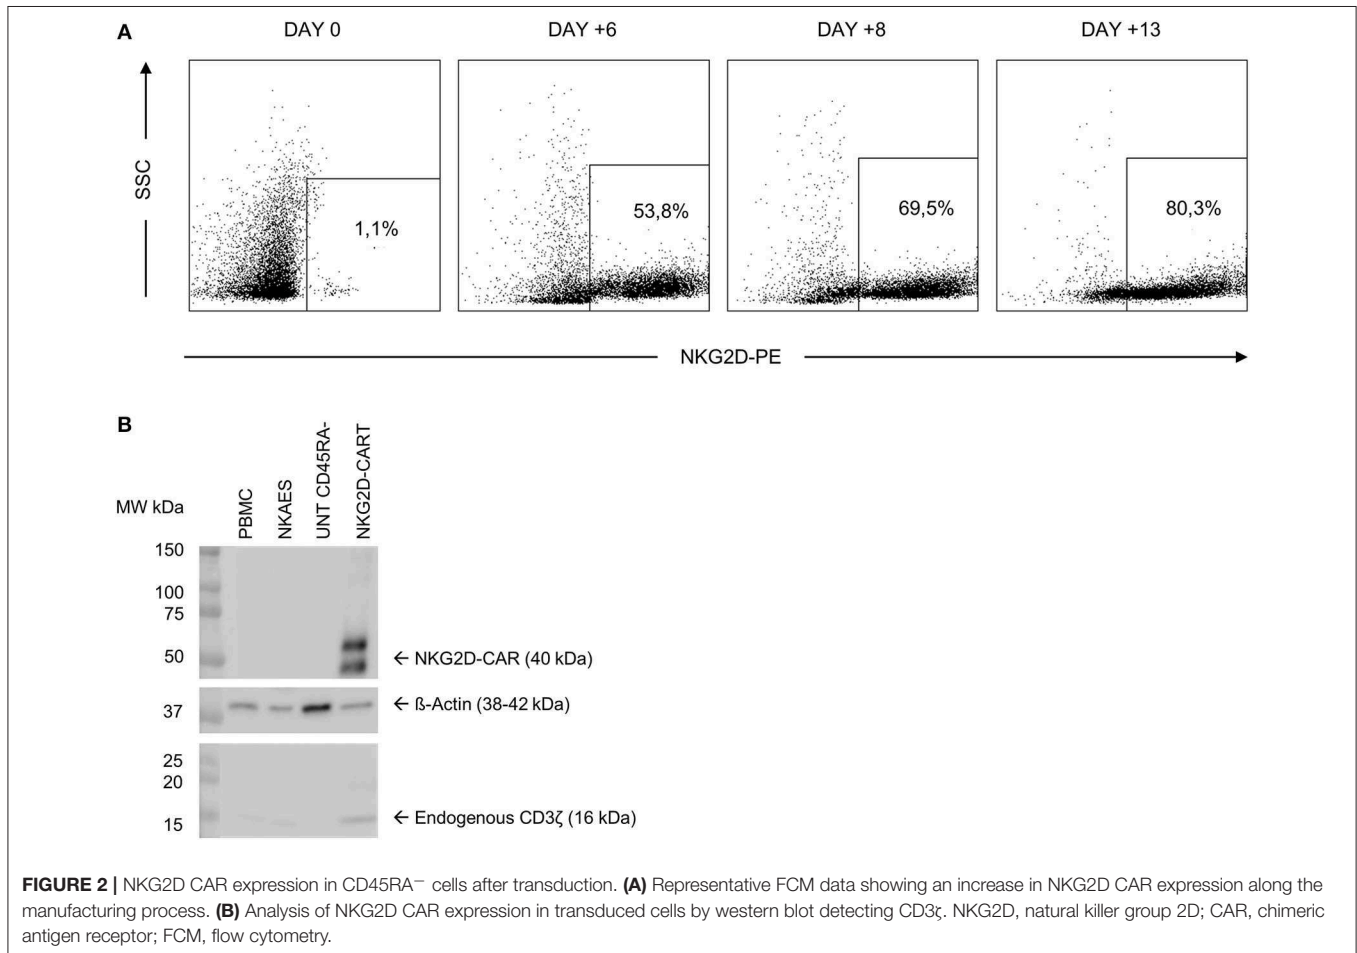 A
DAY 0
DAY +6
DAY +8
DAY +13
SSC
1,1%
53,8%
69,5%
80,3%
NKG2D-PE
B
MW kDa
PBMC
NKAES
UNT CD45RA-
NKG2D-CART
150
100
75
50
← NKG2D-CAR (40 kDa)
37
← ß-Actin (38-42 kDa)
25
20
15
← Endogenous CD3ζ (16 kDa)
FIGURE 2 | NKG2D CAR expression in CD45RA− cells after transduction. (A) Representative FCM data showing an increase in NKG2D CAR expression along the
manufacturing process. (B) Analysis of NKG2D CAR expression in transduced cells by western blot detecting CD3ζ. NKG2D, natural killer group 2D; CAR, chimeric
antigen receptor; FCM, flow cytometry.